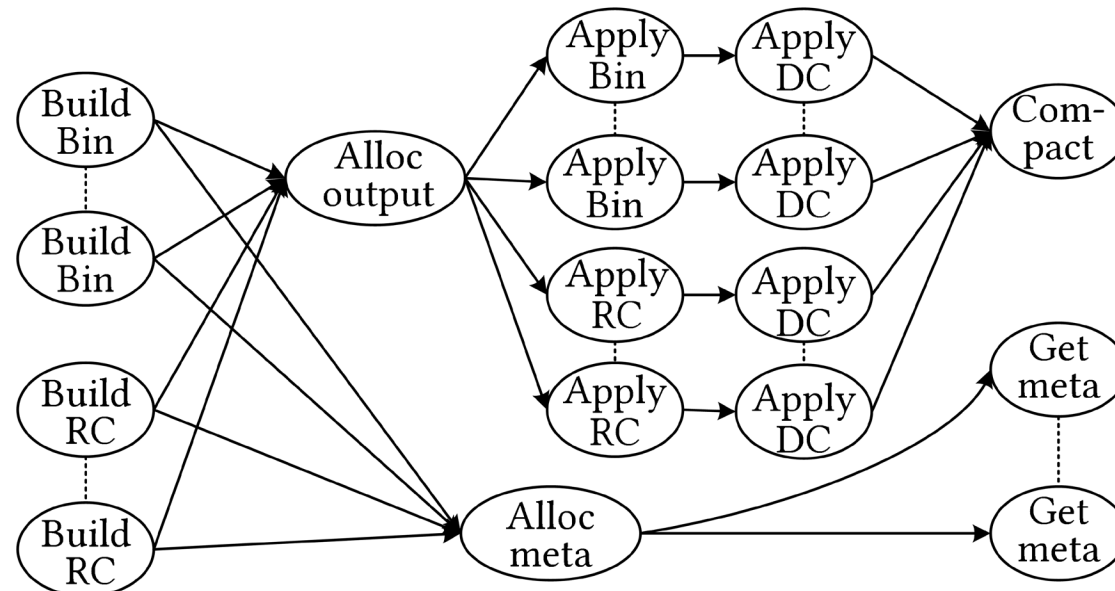 Build
Bin
Build
Bin
Build
RC
Build
RC
Alloc
output
Alloc
meta
Apply
Bin
Apply
Bin
Apply
RC
Apply
RC
Apply
DC
Apply
DC
Apply
DC
Apply
DC
Com-
pact
Get
meta
Get
meta